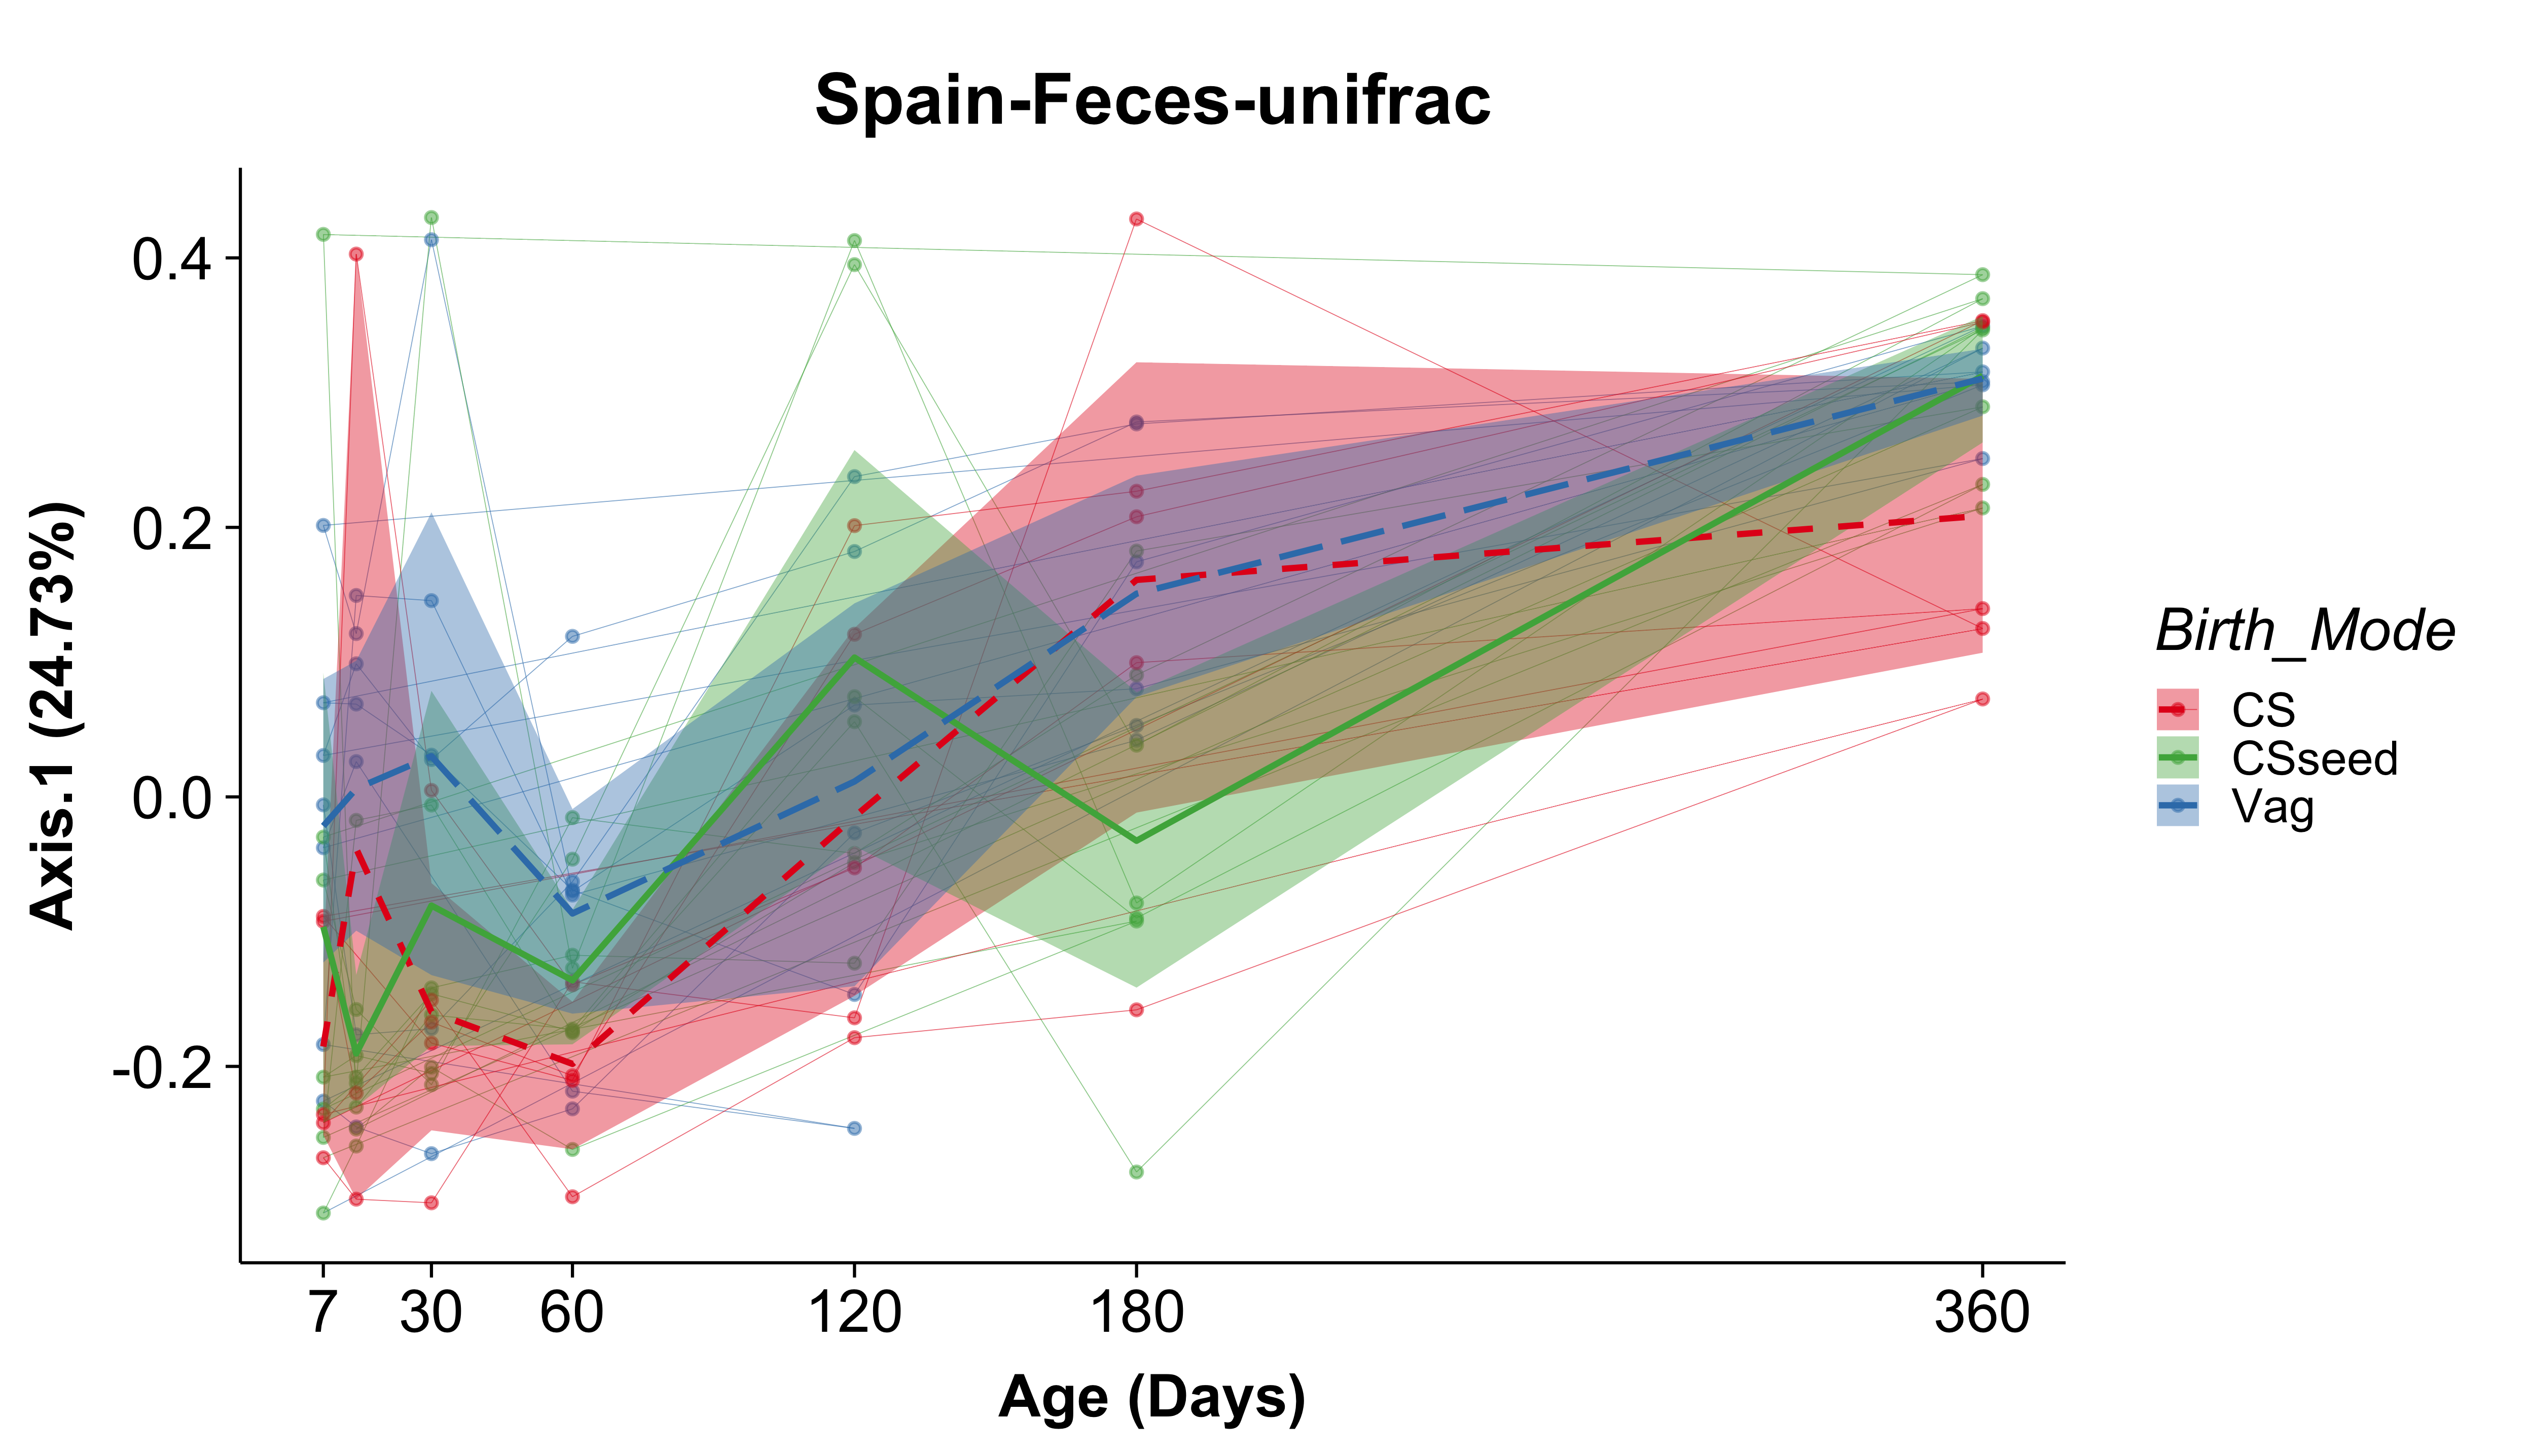 Spain-Feces-unifrac
Axis.1 (24.73%)
0.4
0.2
0.0
-0.2
7 30 60 120 180 360
Age (Days)
Birth_Mode
CS
CSseed
Vag